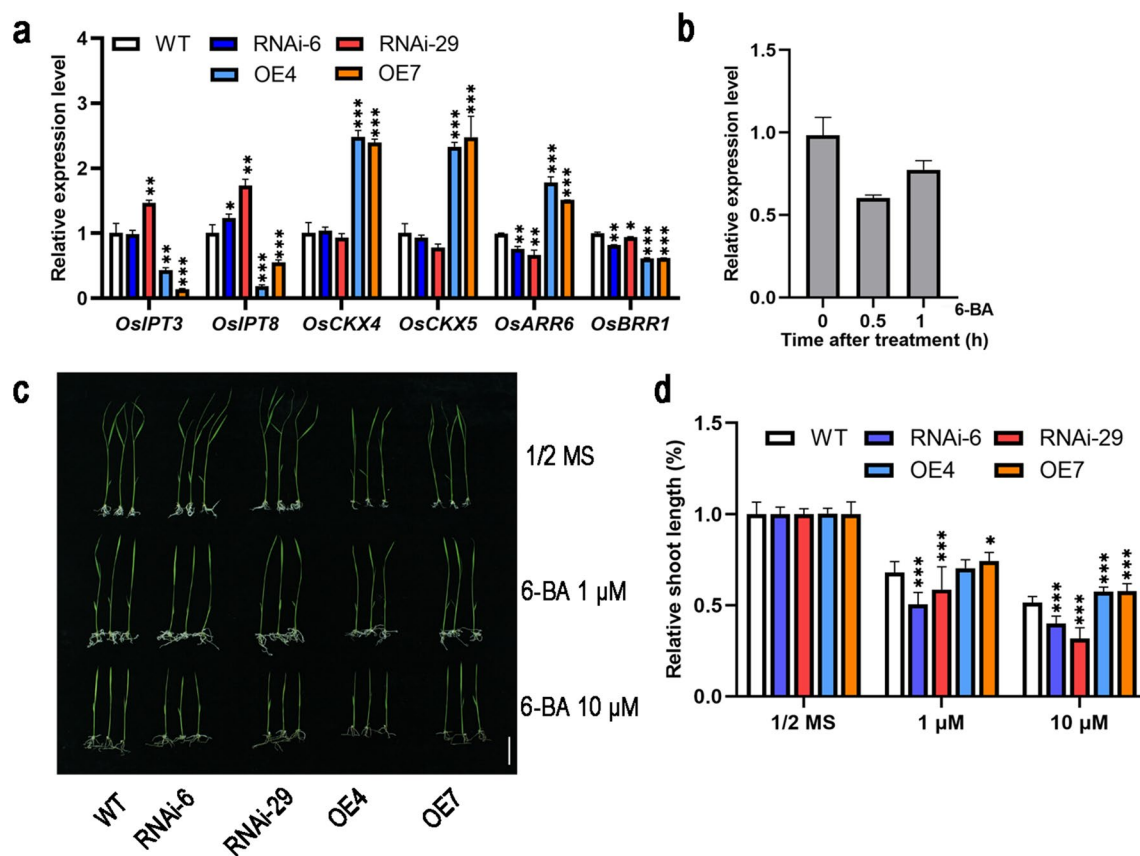 a
WT RNAi-6 RNAi-29
OE4 OE7
Relative expression level
4
3
2
1
0
** * ** ** *** *** *** *** *** *** ** ** *** *** ** * *** ***
OsIPT3 OsIPT8 OsCKX4 OsCKX5 OsARR6 OsBRR1
b
Relative expression level
1.5
1.0
0.5
0.0
0 0.5 1 6-BA
Time after treatment (h)
c
1/2 MS
6-BA 1 μM
6-BA 10 μM
WT RNAi-6 RNAi-29 OE4 OE7
d
WT RNAi-6 RNAi-29
OE4 OE7
Relative shoot length (%)
1.5
1.0
0.5
0.0
*** *** * *** *** *** ***
1/2 MS 1 μM 10 μM